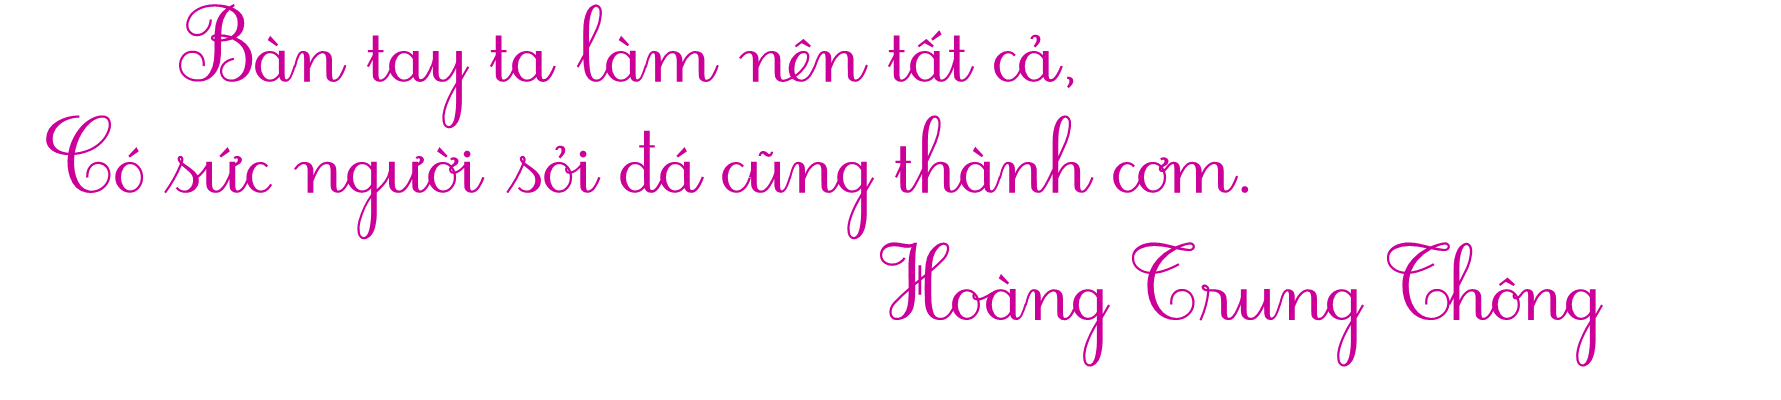 Bàn tay ta làm nên tất cả,
Có sức người sỏi đá cũng thành cơm.
Hoàng Trung Thông